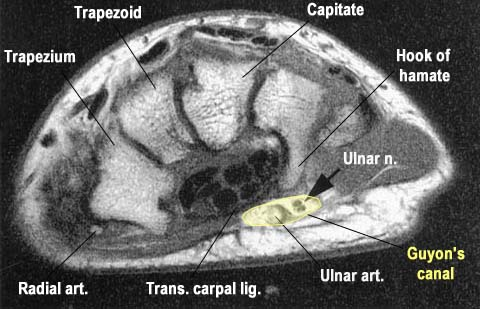 Trapezoid
Capitate
Trapezium
Hook of
hamate
Ulnar n.
Guyon's
canal
Radial art.
Trans. carpal lig.
Ulnar art.